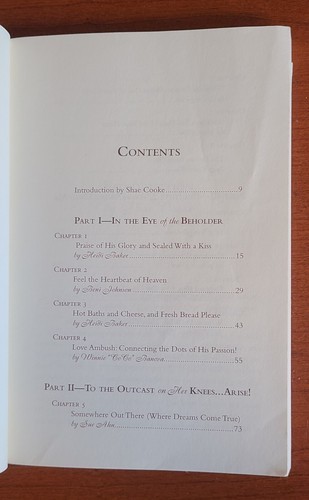 CONTENTS
Introduction by Shae Cooke 9
PART I—IN THE EYE of the BEHOLDER
CHAPTER 1
Praise of His Glory and Sealed With a Kiss
by Heidi Baker 15
CHAPTER 2
Feel the Heartbeat of Heaven
by Beni Johnson 29
CHAPTER 3
Hot Baths and Cheese, and Fresh Bread Please
by Heidi Baker 43
CHAPTER 4
Love Ambush: Connecting the Dots of His Passion!
by Winnie "Co Co" Banov 55
PART II—TO THE OUTCAST on Her KNEES...ARISE!
CHAPTER 5
Somewhere Out There (Where Dreams Come True)
by Sue Ahn 73